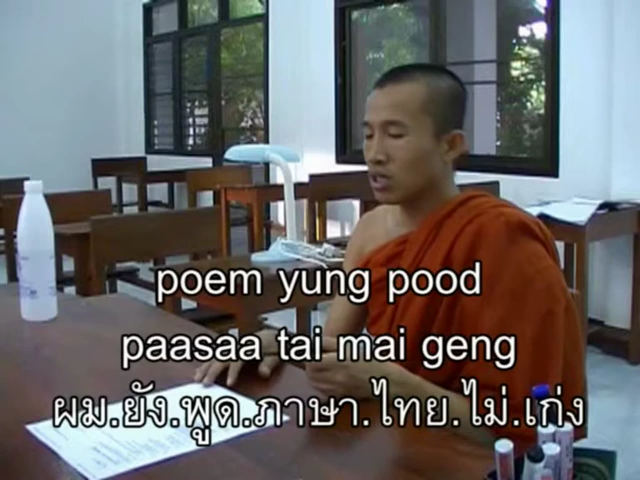 poem yung pood
paasaa tai mai geng
ผม.ยัง.พูด.ภาษา.ไทย.ไม่.เก่ง